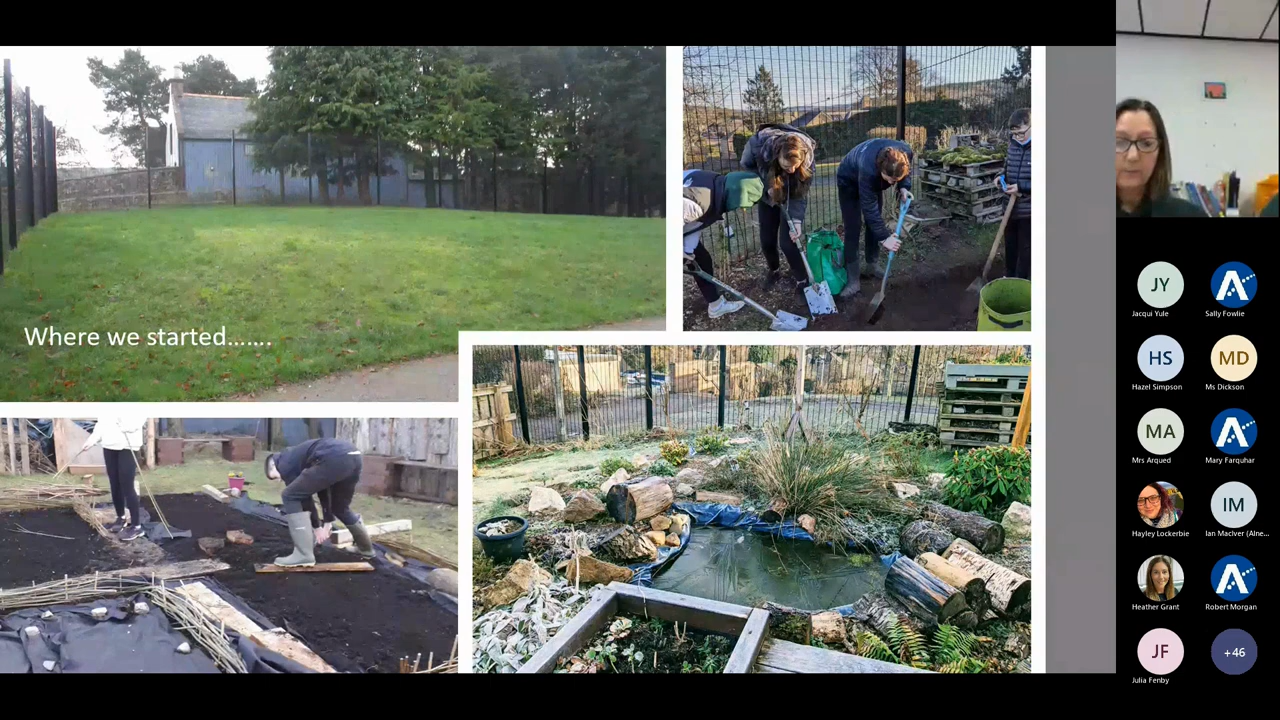 Where we started.......
JY
Jacqui Yule
Sally Fowlie
HS
Hazel Simpson
MD
Ms Dickson
MA
Mrs Arqued
Mary Farquhar
Hayley Lockerbie
IM
Ian MacIver (Alne...
Heather Grant
Robert Morgan
JF
Julia Fenby
+46